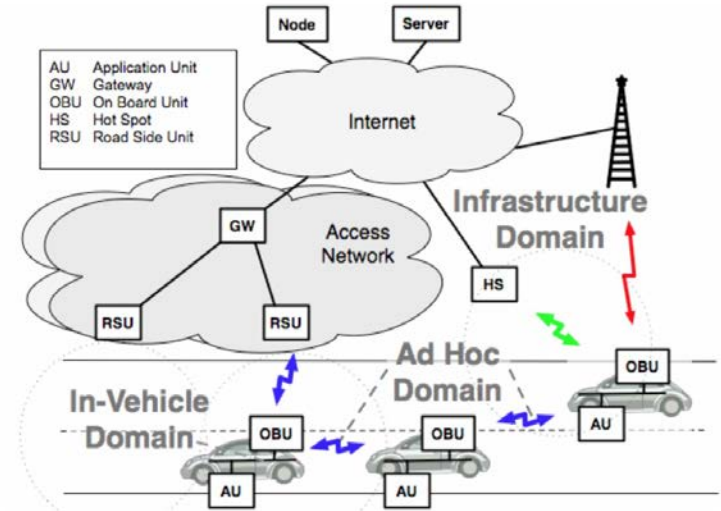 Node
Server
AU Application Unit
GW Gateway
OBU On Board Unit
HS Hot Spot
RSU Road Side Unit
Internet
Infrastructure
Domain
GW
Access
Network
HS
RSU
RSU
Ad Hoc
Domain
OBU
In-Vehicle
Domain
OBU
OBU
AU
AU
AU